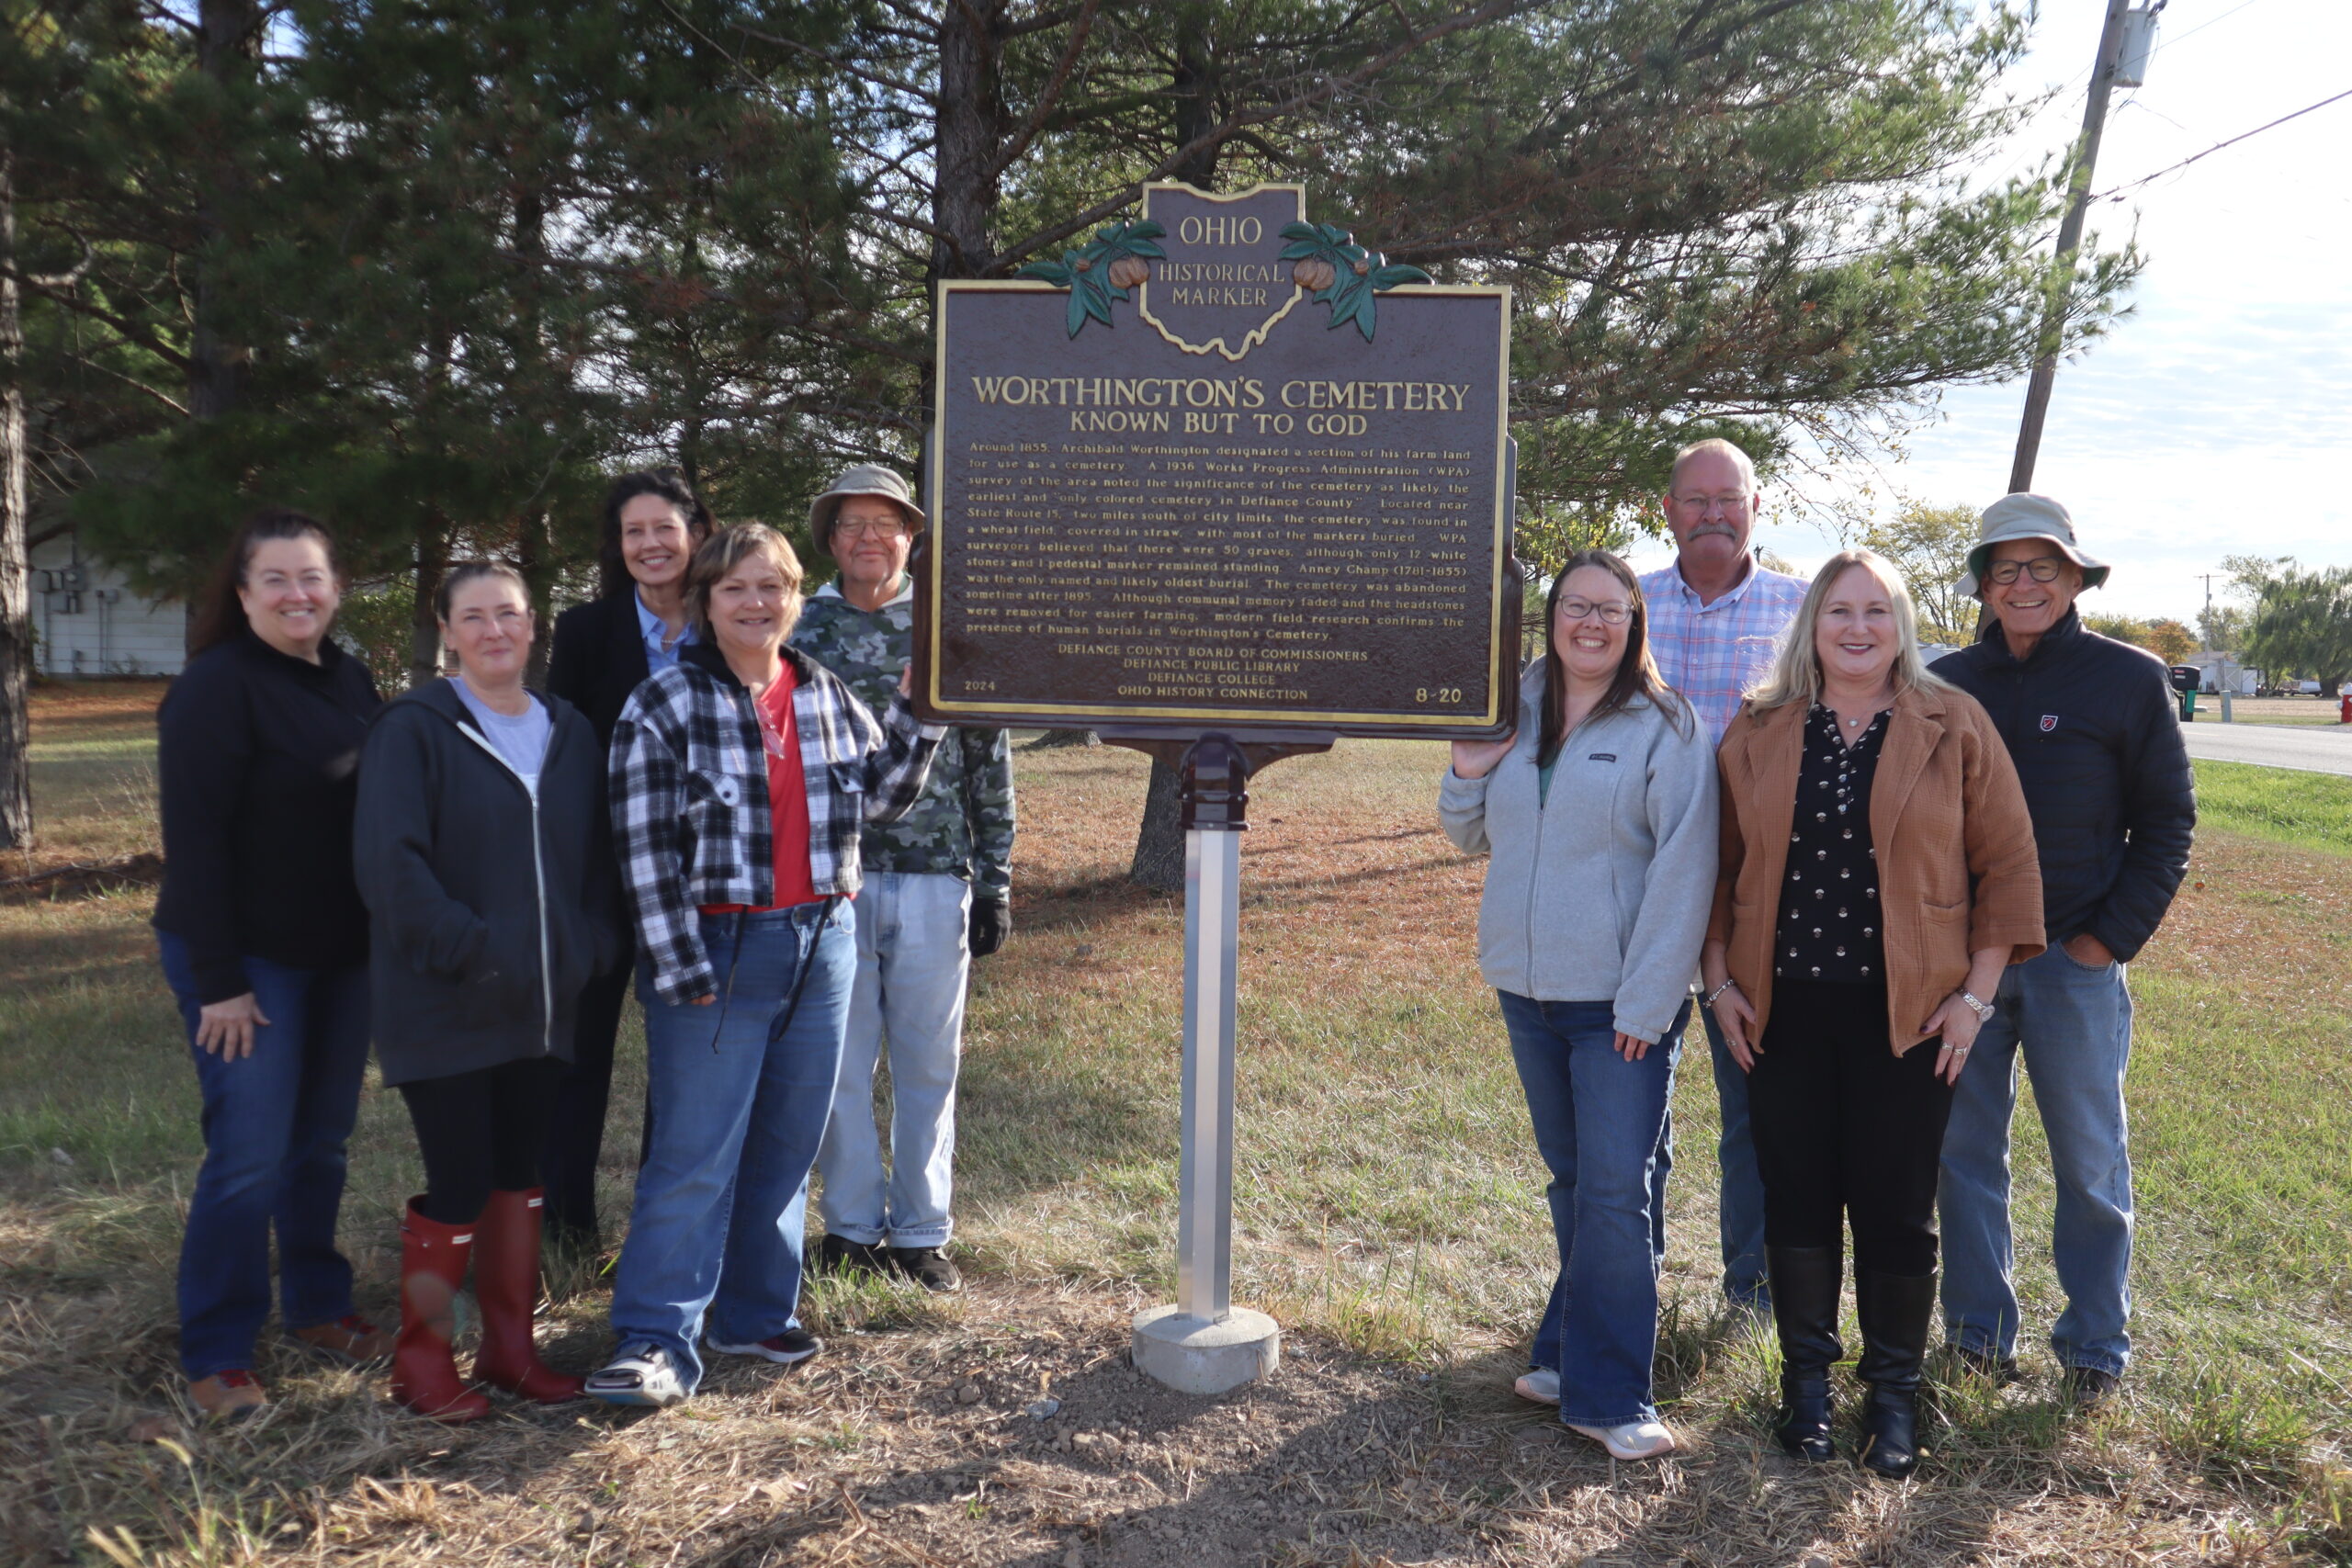 OHIO
HISTORICAL
MARKER
WORTHINGTON'S CEMETERY
KNOWN BUT TO GOD
Around 1855, Archibald Worthington designated a section of his farm land
for use as a cemetery. A 1936 Works Progress Administration (WPA)
survey of the area noted the significance of the cemetery as likely the
earliest and "only colored cemetery in Defiance County." Located near
State Route 15, two miles south of city limits, the cemetery was found in
a wheat field, covered in straw, with most of the markers buried. WPA
surveyors believed that there were 50 graves, although only 12 white
stones and 1 pedestal marker remained standing. Anney Champ (1781-1855)
was the only named and likely oldest burial. The cemetery was abandoned
sometime after 1895. Although communal memory faded and the headstones
were removed for easier farming, modern field research confirms the
presence of human burials in Worthington's Cemetery.
DEFIANCE COUNTY BOARD OF COMMISSIONERS
DEFIANCE PUBLIC LIBRARY
DEFIANCE COLLEGE
OHIO HISTORY CONNECTION
2024
8-20